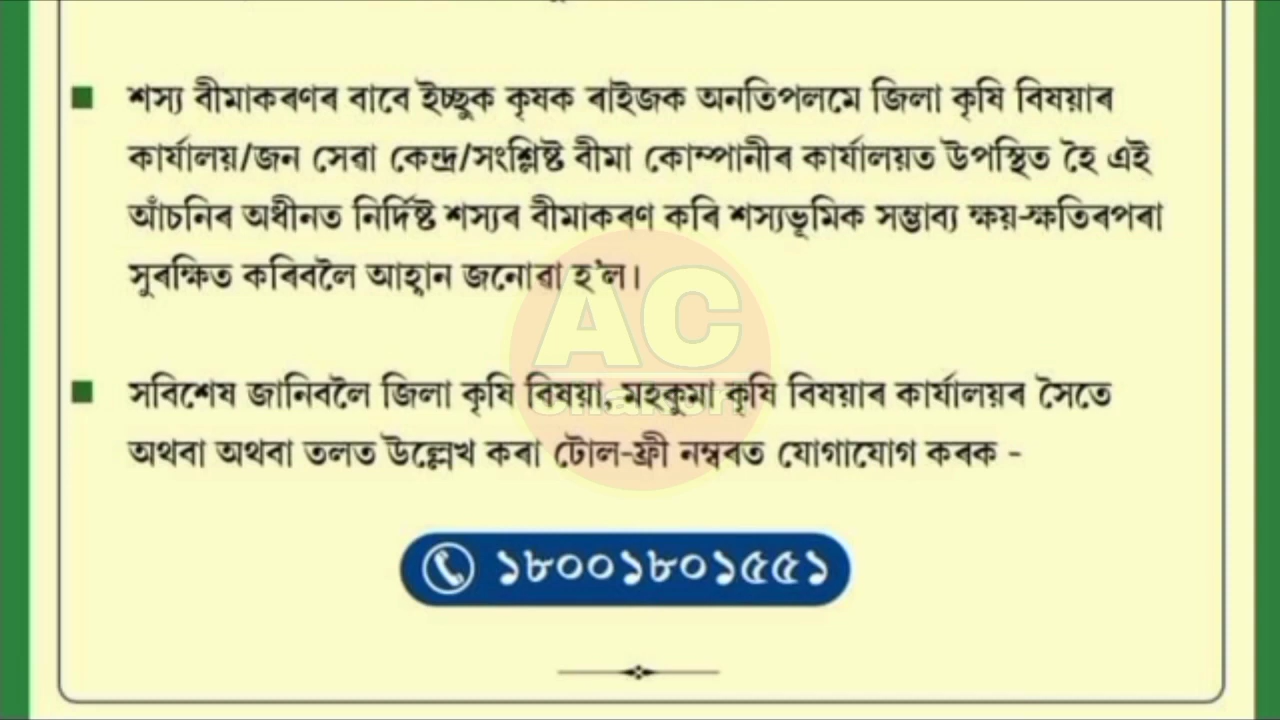 ■ শস্য বীমাকৰণৰ বাবে ইচ্ছুক কৃষক ৰাইজক অনতিপলমে জিলা কৃষি বিষয়াৰ
কাৰ্যালয়/জন সেৱা কেন্দ্ৰ/সংশ্লিষ্ট বীমা কোম্পানীৰ কাৰ্যালয়ত উপস্থিত হৈ এই
আঁচনিৰ অধীনত নিৰ্দিষ্ট শস্যৰ বীমাকৰণ কৰি শস্যভূমিক সম্ভাব্য ক্ষয়-ক্ষতিৰপৰা
সুৰক্ষিত কৰিবলৈ আহ্বান জনোৱা হ'ল।
AC
■ সবিশেষ জানিবলৈ জিলা কৃষি বিষয়া, মহকুমা কৃষি বিষয়াৰ কাৰ্যালয়ৰ সৈতে
অথবা অথবা তলত উল্লেখ কৰা টোল-ফ্ৰী নম্বৰত যোগাযোগ কৰক -
১৮০০১৮০১৫৫১